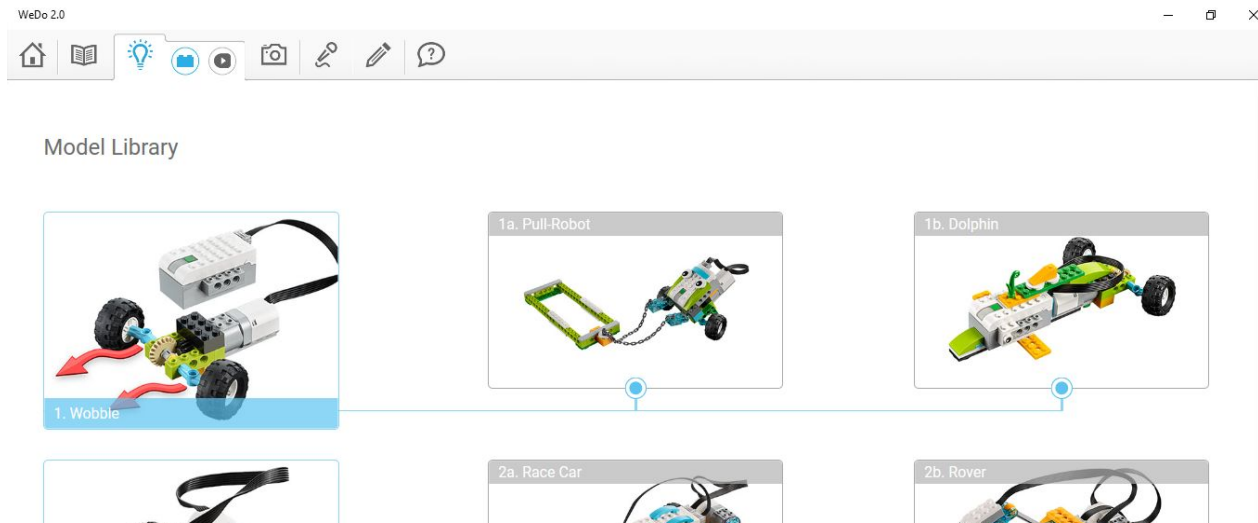 WeDo 2.0
Model Library
1a. Pull-Robot
1b. Dolphin
1. Wobble
2a. Race Car
2b. Rover